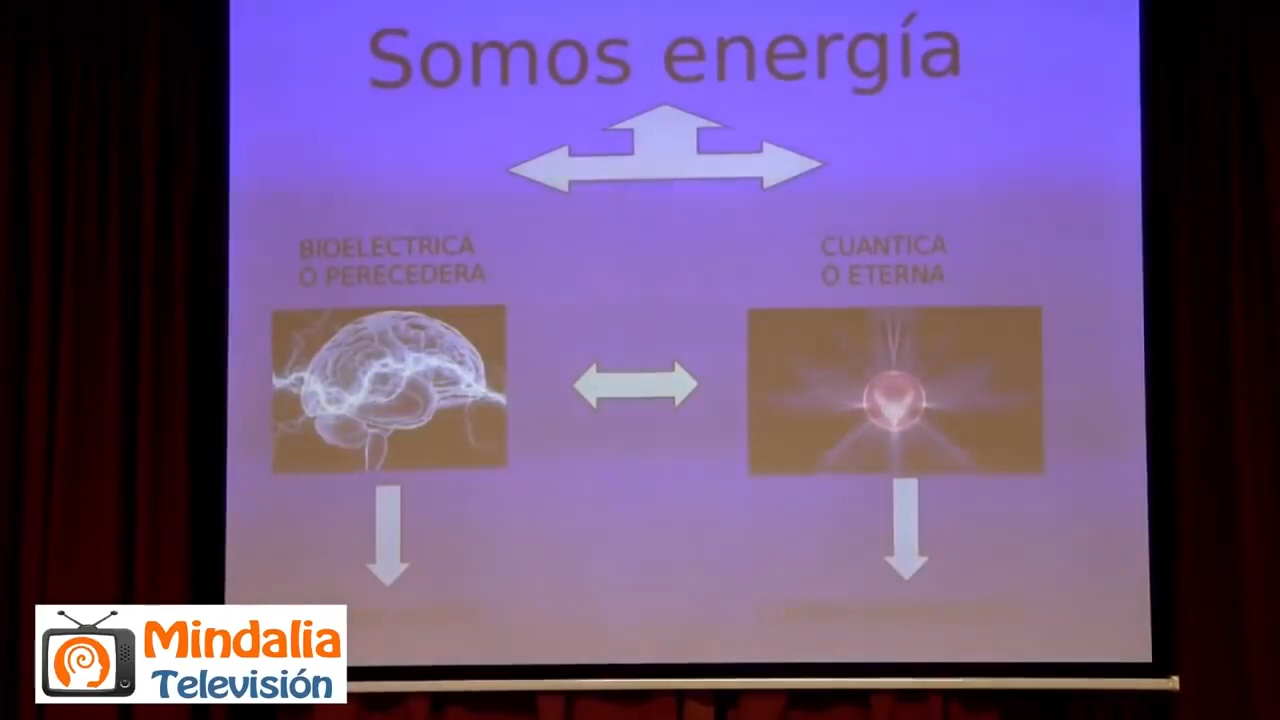 Somos energía
BIOELECTRICA
O PERECEDERA
CUANTICA
O ETERNA
Mindalia
Televisión